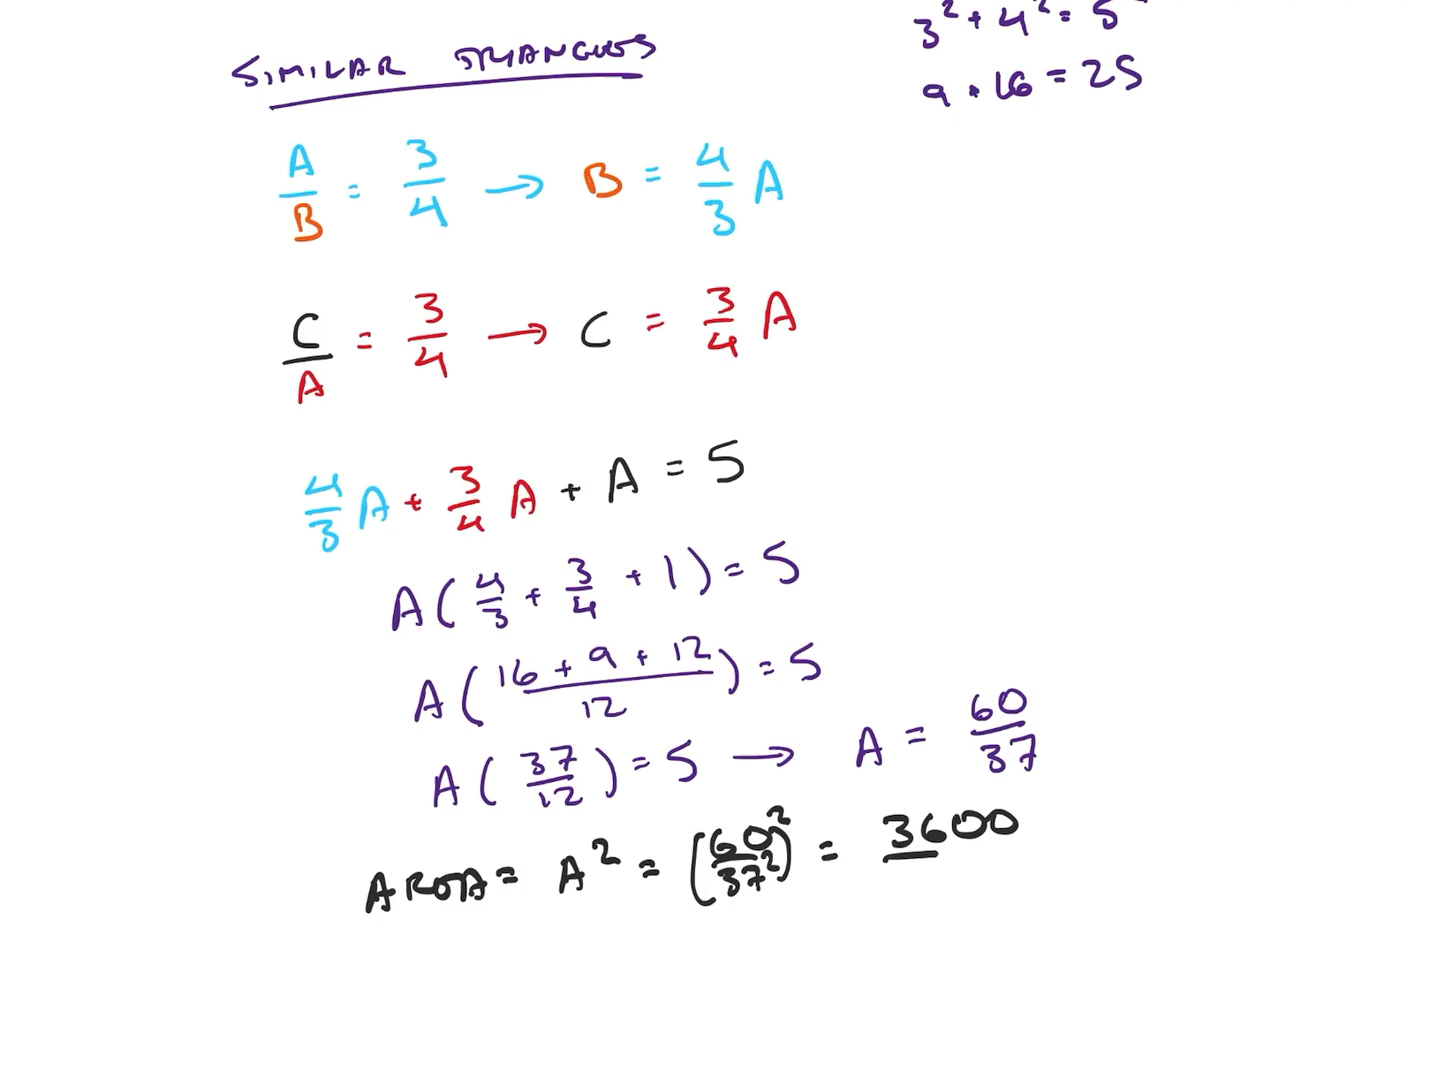 3² + 4² = 5
9 + 16 = 25
SIMILAR TRIANGLES
A/B = 3/4 → B = 4/3 A
C/A = 3/4 → C = 3/4 A
4/3 A + 3/4 A + A = 5
A(4/3 + 3/4 + 1) = 5
A((16 + 9 + 12)/12) = 5
A(37/12) = 5 → A = 60/37
AREA = A² = (60²/37²) = 3600